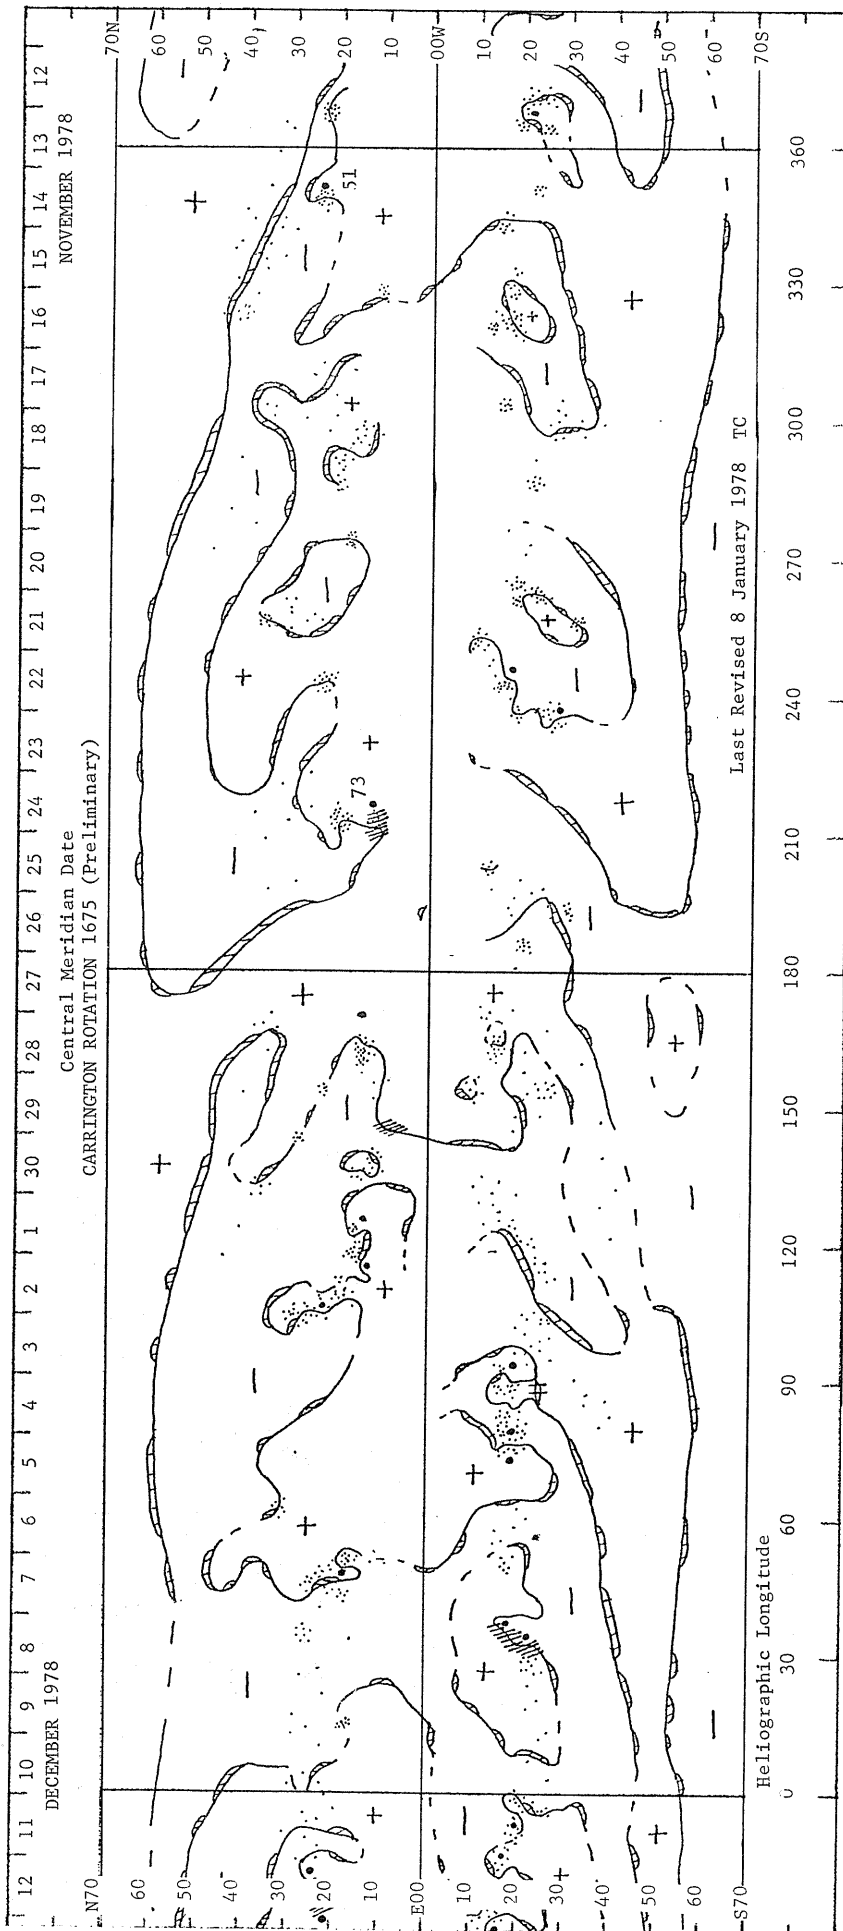 12 11 10 9 8 7 6 5 4 3 2 1 30 29 28 27 26 25 24 23 22 21 20 19 18 17 16 15 14 13 12
DECEMBER 1978
Central Meridian Date
NOVEMBER 1978
CARRINGTON ROTATION 1675 (Preliminary)
N70
60
50
40
30
20
10
E00
10
20
30
40
50
60
S70
70N
60
50
40
30
20
00W
10
20
30
40
50
60
70S
73
51
Last Revised 8 January 1978 TC
Heliographic Longitude
0 30 60 90 120 150 180 210 240 270 300 330 360